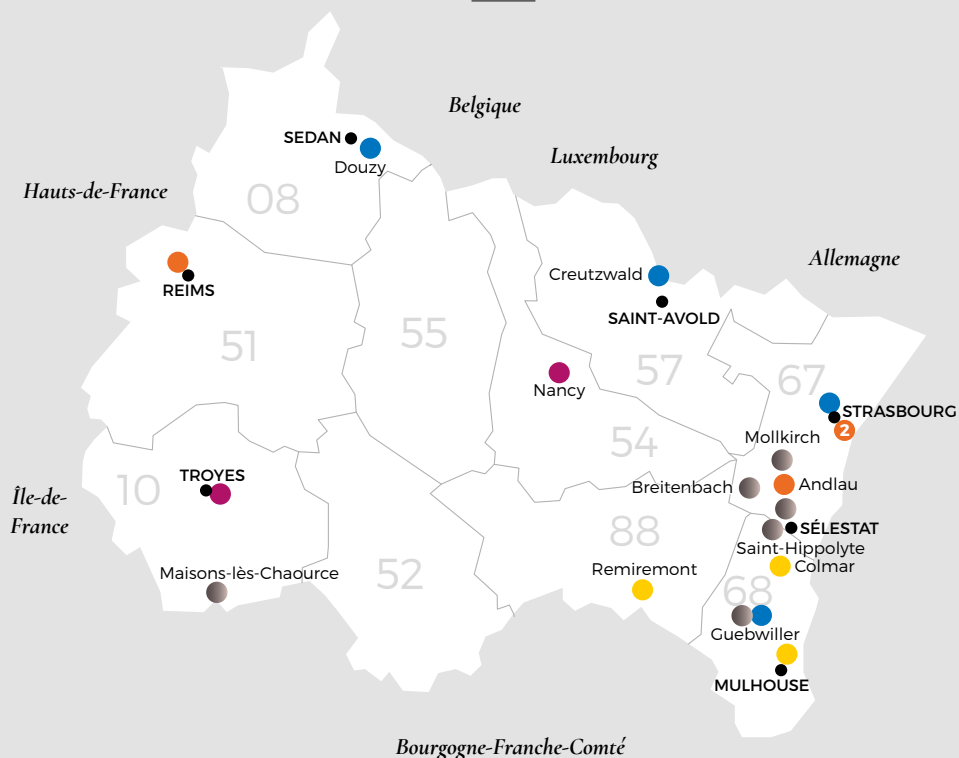 Belgique
SEDAN
Luxembourg
Douzy
Hauts-de-France
08
Allemagne
Creutzwald
REIMS
SAINT-AVOLD
51
55
57
67
Nancy
STRASBOURG
2
Mollkirch
54
TROYES
10
Breitenbach
Andlau
Île-de-
France
SÉLESTAT
88
Saint-Hippolyte
Colmar
Maisons-lès-Chaource
52
Remiremont
68
Guebwiller
MULHOUSE
Bourgogne-Franche-Comté